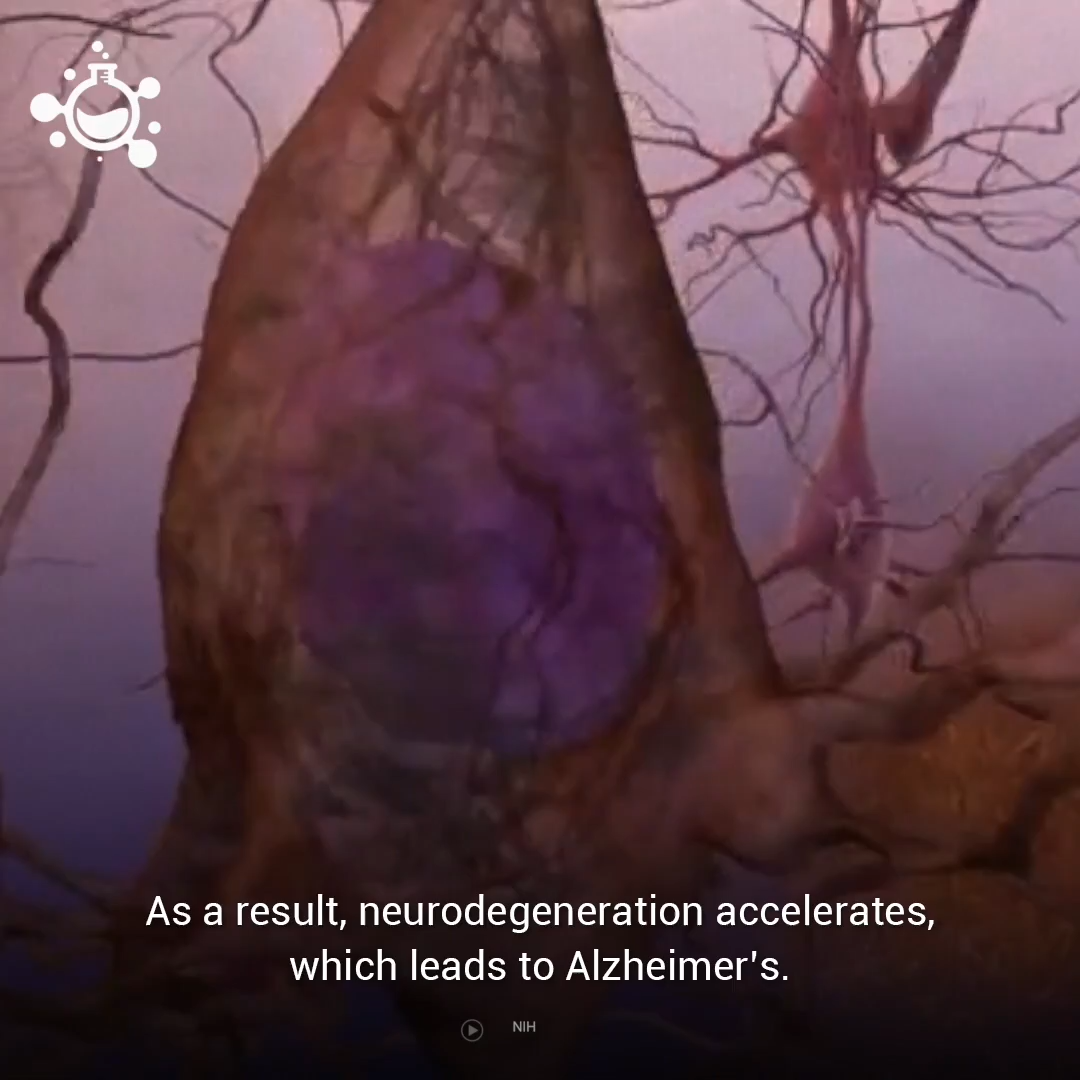 As a result, neurodegeneration accelerates,
which leads to Alzheimer's.
NIH